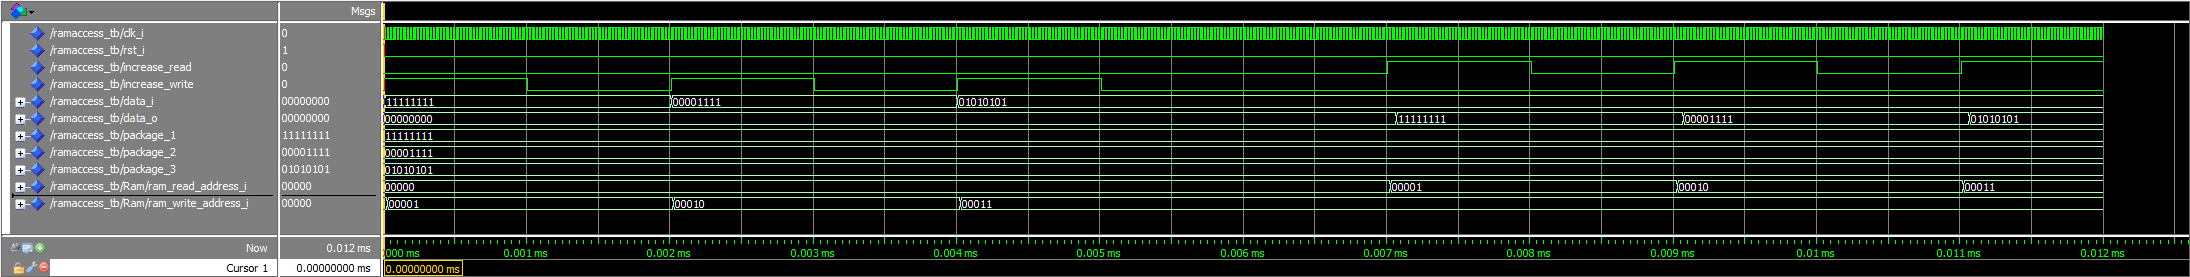 Msgs
/ramaccess_tb/clk_i 0
/ramaccess_tb/rst_i 1
/ramaccess_tb/increase_read 0
/ramaccess_tb/increase_write 0
/ramaccess_tb/data_i 00000000 11111111 00001111 01010101
/ramaccess_tb/data_o 00000000 00000000 11111111 00001111 01010101
/ramaccess_tb/package_1 11111111 11111111
/ramaccess_tb/package_2 00001111 00001111
/ramaccess_tb/package_3 01010101 01010101
/ramaccess_tb/Ram/ram_read_address_i 00000 00000 00001 00010 00011
/ramaccess_tb/Ram/ram_write_address_i 00000 00001 00010 00011
Now 0.012 ms 000 ms 0.001 ms 0.002 ms 0.003 ms 0.004 ms 0.005 ms 0.006 ms 0.007 ms 0.008 ms 0.009 ms 0.01 ms 0.011 ms 0.012 ms
Cursor 1 0.00000000 ms 0.00000000 ms